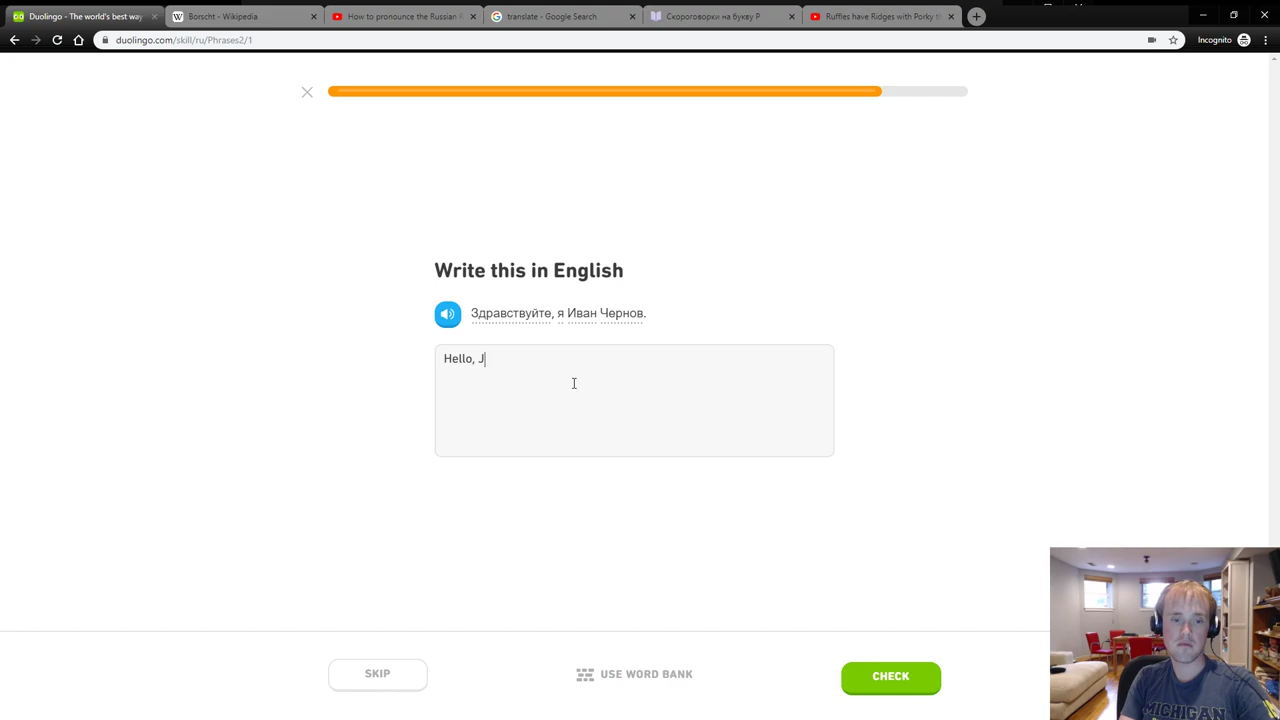 Duolingo - The world's best way
Borscht - Wikipedia
How to pronounce the Russian
translate - Google Search
Скороговорки на букву Р
Ruffles have Ridges with Porky
duolingo.com/skill/ru/Phrases2/1
Incognito
Write this in English
Здравствуйте, я Иван Чернов.
Hello, J
SKIP
USE WORD BANK
CHECK
MICHIGAN